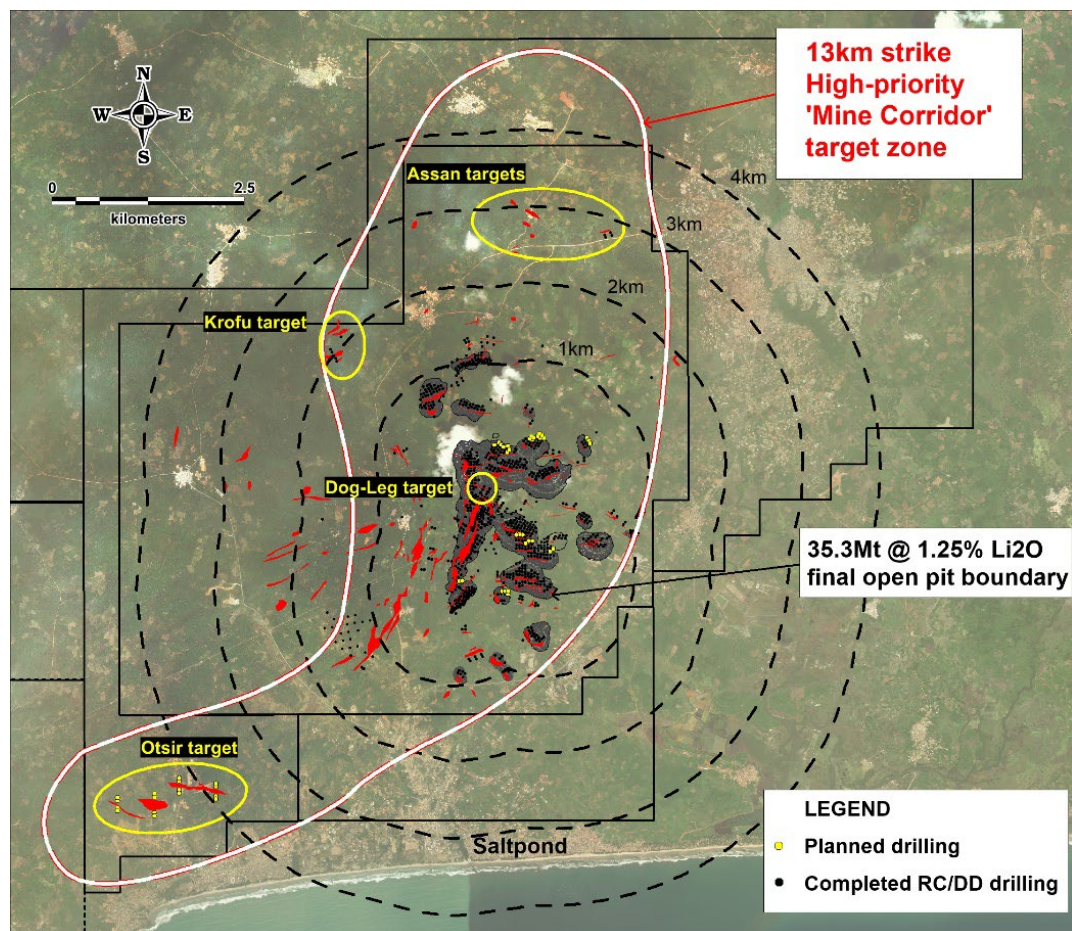 13km strike
High-priority
'Mine Corridor'
target zone
N
W E
S
0 2.5
kilometers
Assan targets
4km
3km
2km
Krofu target
1km
Dog-Leg target
35.3Mt @ 1.25% Li2O
final open pit boundary
Otsir target
Saltpond
LEGEND
Planned drilling
Completed RC/DD drilling